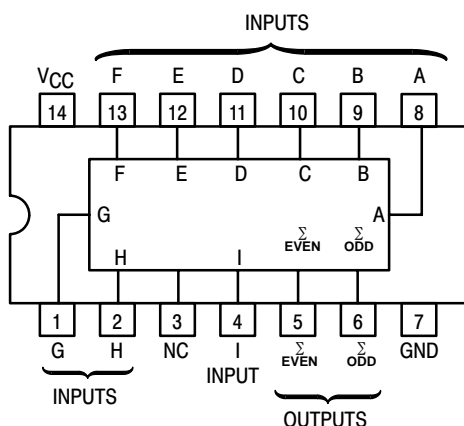 INPUTS
VCC F E D C B A
14 13 12 11 10 9 8
F E D C B
G A
H I Σ EVEN Σ ODD
1 2 3 4 5 6 7
G H NC I Σ EVEN Σ ODD GND
INPUTS INPUT
OUTPUTS